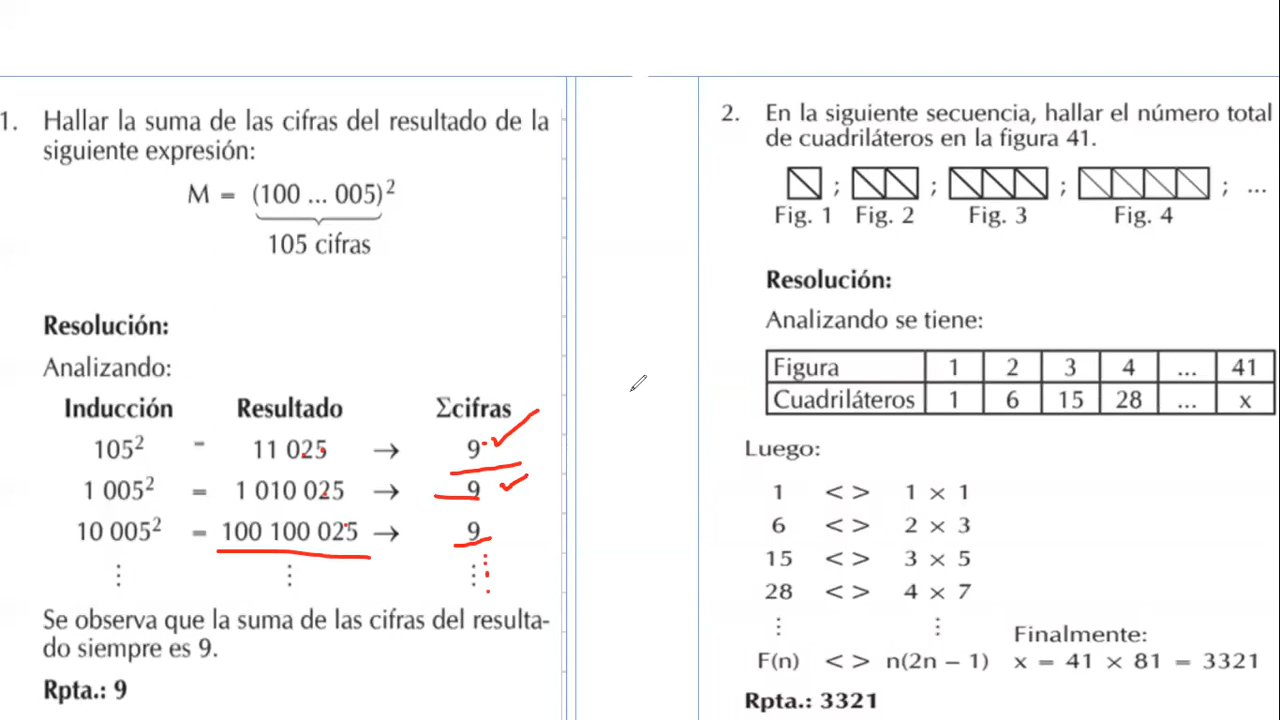 1. Hallar la suma de las cifras del resultado de la
siguiente expresión:
M = (100 ... 005)²
105 cifras
Resolución:
Analizando:
Inducción Resultado Σcifras
105² = 11 025 → 9
1 005² = 1 010 025 → 9
10 005² = 100 100 025 → 9
⋮ ⋮ ⋮
Se observa que la suma de las cifras del resulta-
do siempre es 9.
Rpta.: 9
2. En la siguiente secuencia, hallar el número total
de cuadriláteros en la figura 41.
; ; ; ; ...
Fig. 1 Fig. 2 Fig. 3 Fig. 4
Resolución:
Analizando se tiene:
Figura 1 2 3 4 ... 41
Cuadriláteros 1 6 15 28 ... x
Luego:
1 < > 1 × 1
6 < > 2 × 3
15 < > 3 × 5
28 < > 4 × 7
⋮ ⋮ Finalmente:
F(n) < > n(2n − 1) x = 41 × 81 = 3321
Rpta.: 3321